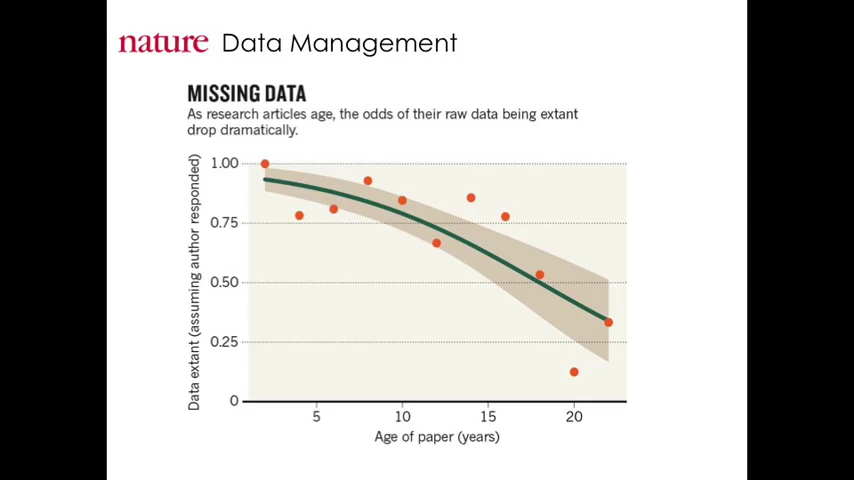 nature Data Management
MISSING DATA
As research articles age, the odds of their raw data being extant
drop dramatically.
Data extant (assuming author responded)
1.00
0.75
0.50
0.25
0
5 10 15 20
Age of paper (years)